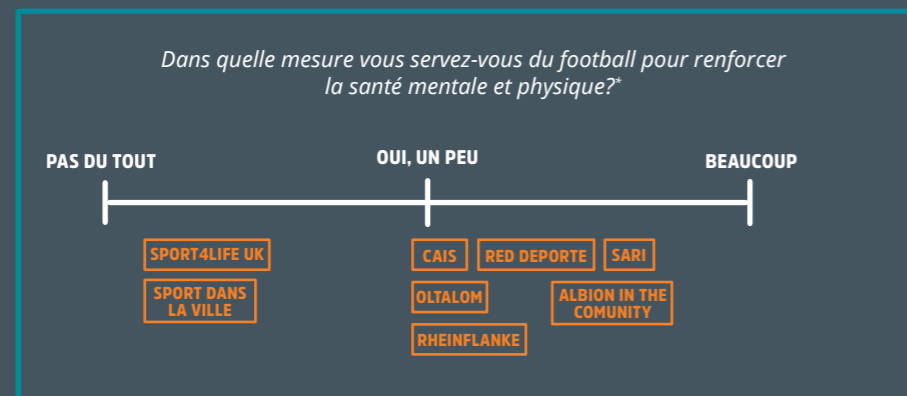 Dans quelle mesure vous servez-vous du football pour renforcer
la santé mentale et physique?*
PAS DU TOUT
OUI, UN PEU
BEAUCOUP
SPORT4LIFE UK
CAIS
RED DEPORTE
SARI
SPORT DANS
LA VILLE
OLTALOM
ALBION IN THE
COMUNITY
RHEINFLANKE